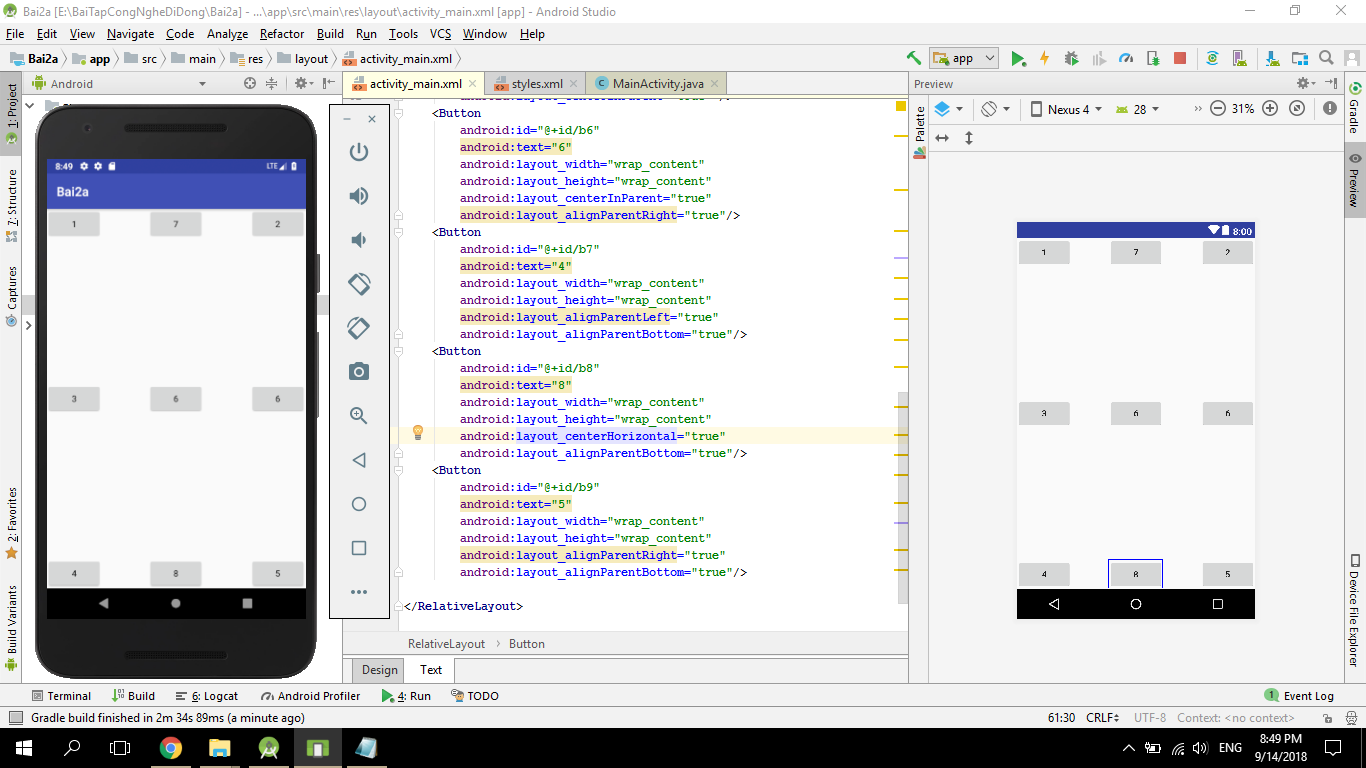 Bai2a [E:\BaiTapCongNgheDiDong\Bai2a] - ...\app\src\main\res\layout\activity_main.xml [app] - Android Studio
File Edit View Navigate Code Analyze Refactor Build Run Tools VCS Window Help
Bai2a app src main res layout activity_main.xml app
Android activity_main.xml styles.xml MainActivity.java Preview
1: Project
7: Structure
Captures
2: Favorites
Build Variants
8:49 LTE
Bai2a
1 7 2
3 6 6
4 8 5
<Button
android:id="@+id/b6"
android:text="6"
android:layout_width="wrap_content"
android:layout_height="wrap_content"
android:layout_centerInParent="true"
android:layout_alignParentRight="true"/>
<Button
android:id="@+id/b7"
android:text="4"
android:layout_width="wrap_content"
android:layout_height="wrap_content"
android:layout_alignParentLeft="true"
android:layout_alignParentBottom="true"/>
<Button
android:id="@+id/b8"
android:text="8"
android:layout_width="wrap_content"
android:layout_height="wrap_content"
android:layout_centerHorizontal="true"
android:layout_alignParentBottom="true"/>
<Button
android:id="@+id/b9"
android:text="5"
android:layout_width="wrap_content"
android:layout_height="wrap_content"
android:layout_alignParentRight="true"
android:layout_alignParentBottom="true"/>
</RelativeLayout>
RelativeLayout Button
Design Text
Palette
Nexus 4 28 31%
8:00
1 7 2
3 6 6
4 8 5
Gradle
Preview
Device File Explorer
Terminal Build 6: Logcat Android Profiler 4: Run TODO Event Log
1
Gradle build finished in 2m 34s 89ms (a minute ago) 61:30 CRLF UTF-8 Context: <no context>
8:49 PM
ENG
9/14/2018